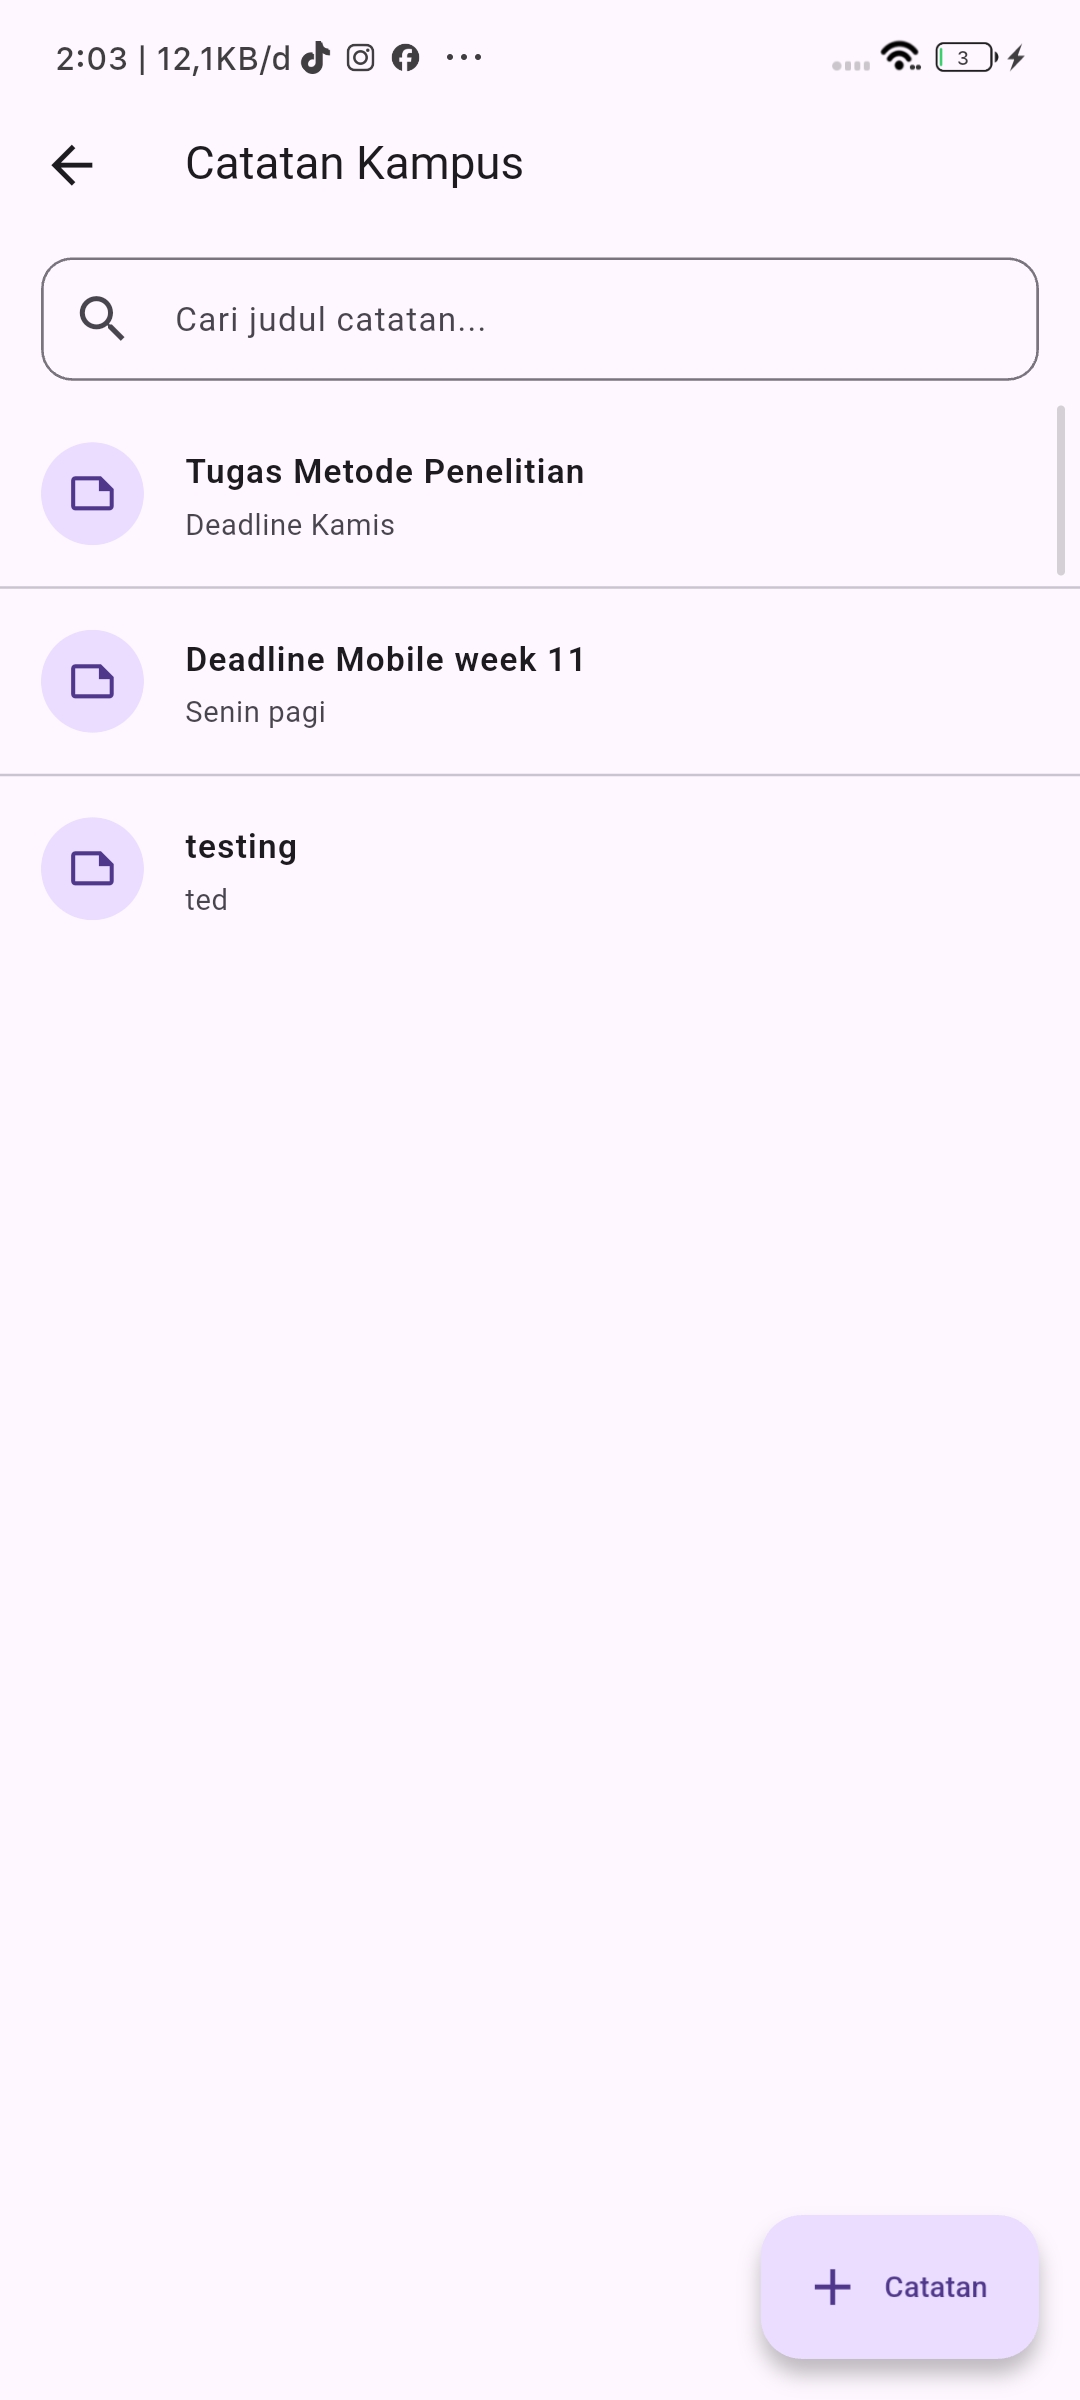 2:03 | 12,1KB/d
3
Catatan Kampus
Cari judul catatan...
Tugas Metode Penelitian
Deadline Kamis
Deadline Mobile week 11
Senin pagi
testing
ted
Catatan